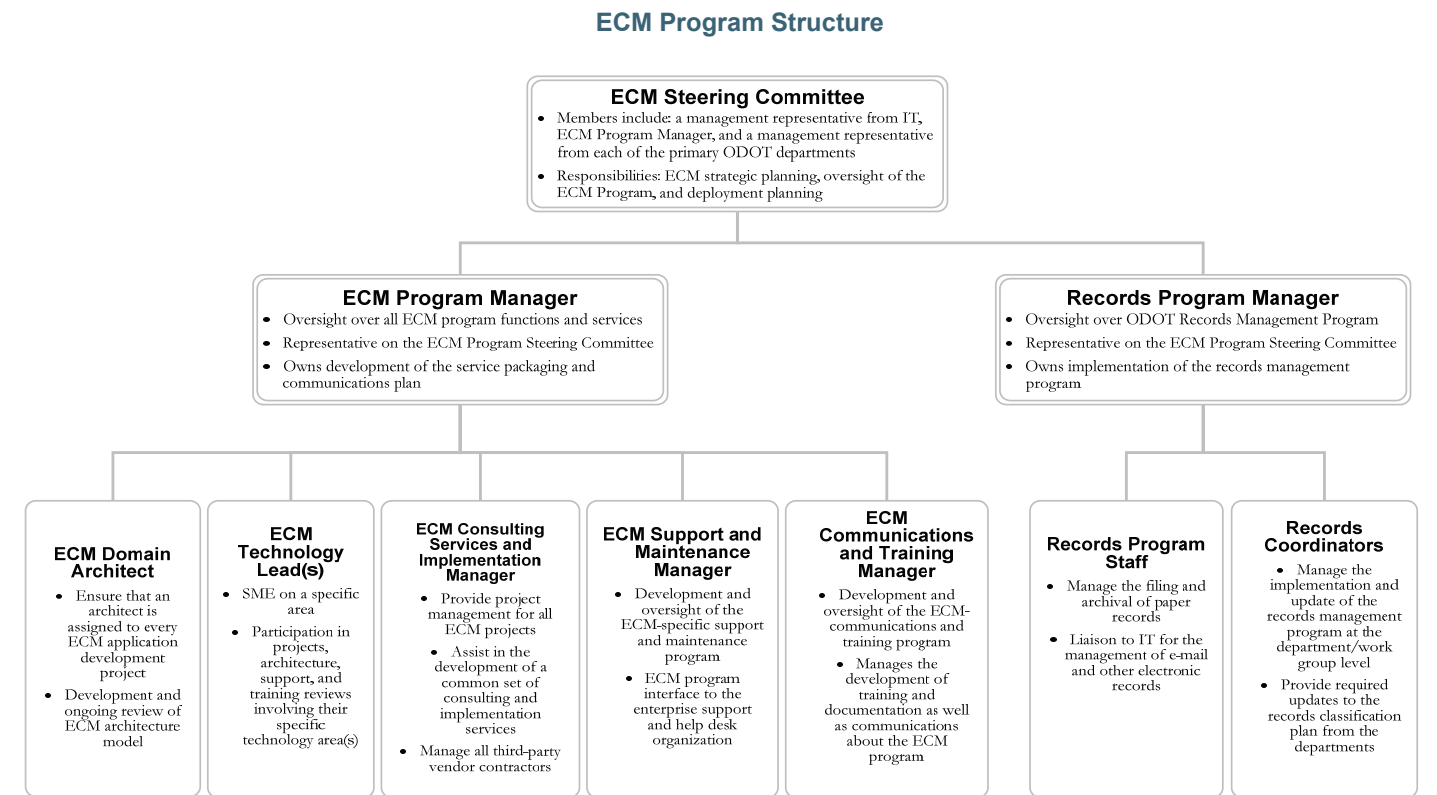 ECM Program Structure
ECM Steering Committee
• Members include: a management representative from IT,
ECM Program Manager, and a management representative
from each of the primary ODOT departments
• Responsibilities: ECM strategic planning, oversight of the
ECM Program, and deployment planning
ECM Program Manager
• Oversight over all ECM program functions and services
• Representative on the ECM Program Steering Committee
• Owns development of the service packaging and
communications plan
Records Program Manager
• Oversight over ODOT Records Management Program
• Representative on the ECM Program Steering Committee
• Owns implementation of the records management
program
ECM Domain
Architect
• Ensure that an
architect is
assigned to every
ECM application
development
project
• Development and
ongoing review of
ECM architecture
model
ECM
Technology
Lead(s)
• SME on a specific
area
• Participation in
projects,
architecture,
support, and
training reviews
involving their
specific
technology area(s)
ECM Consulting
Services and
Implementation
Manager
• Provide project
management for all
ECM projects
• Assist in the
development of a
common set of
consulting and
implementation
services
• Manage all third-party
vendor contractors
ECM Support and
Maintenance
Manager
• Development and
oversight of the
ECM-specific support
and maintenance
program
• ECM program
interface to the
enterprise support
and help desk
organization
ECM
Communications
and Training
Manager
• Development and
oversight of the ECM-
communications and
training program
• Manages the
development of
training and
documentation as well
as communications
about the ECM
program
Records Program
Staff
• Manage the filing and
archival of paper
records
• Liaison to IT for the
management of e-mail
and other electronic
records
Records
Coordinators
• Manage the
implementation and
update of the
records management
program at the
department/work
group level
• Provide required
updates to the
records classification
plan from the
departments